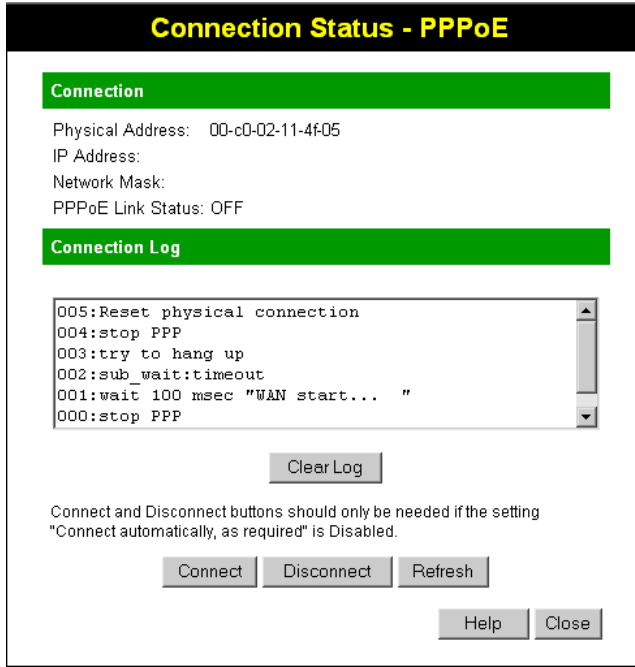 Connection Status - PPPoE
Connection
Physical Address: 00-c0-02-11-4f-05
IP Address:
Network Mask:
PPPoE Link Status: OFF
Connection Log
005:Reset physical connection
004:stop PPP
003:try to hang up
002:sub_wait:timeout
001:wait 100 msec "WAN start...  "
000:stop PPP
Clear Log
Connect and Disconnect buttons should only be needed if the setting
"Connect automatically, as required" is Disabled.
Connect Disconnect Refresh
Help Close